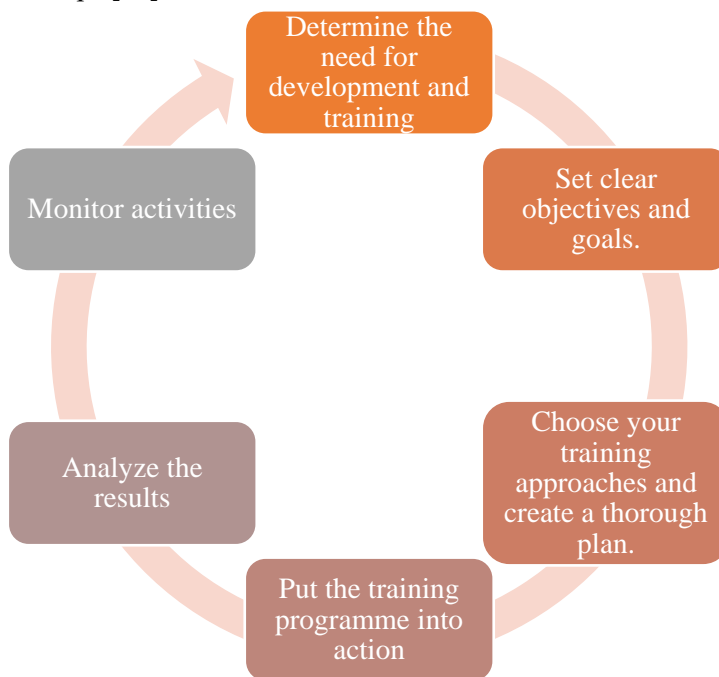 Determine the
need for
development and
training
Set clear
objectives and
goals.
Choose your
training
approaches and
create a thorough
plan.
Put the training
programme into
action
Analyze the
results
Monitor activities